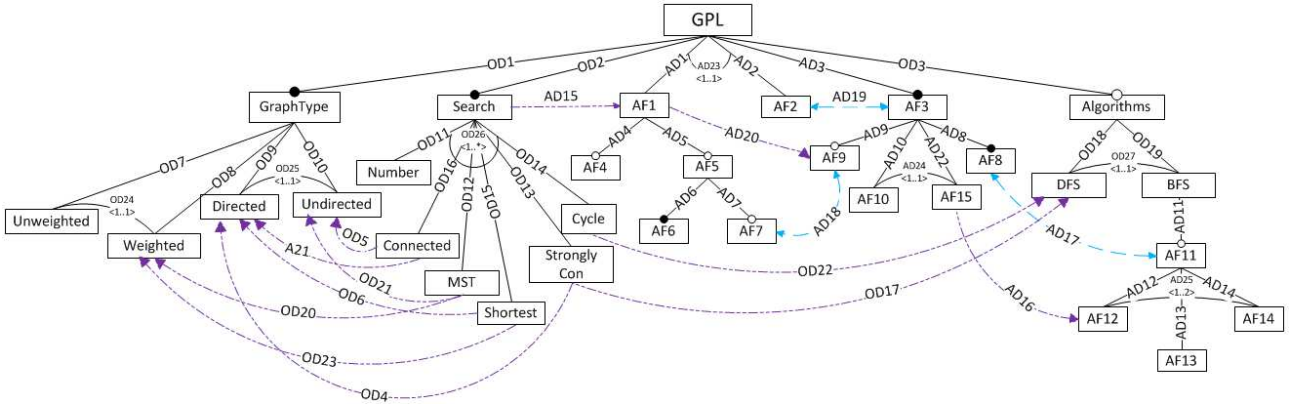 GPL
OD1
OD2
AD1
AD23
<1..1>
AD2
AD3
OD3
GraphType
Search
AD15
AF1
AF2
AD19
AF3
Algorithms
OD7
OD8
OD9
OD10
OD11
OD26
<1..*>
OD16
OD12
OD15
OD13
OD14
AD4
AD5
AD20
AD9
AD10
AD22
AD8
OD18
OD19
OD27
<1..1>
Number
AF4
AF5
AF9
AD24
<1..1>
AF8
OD24
<1..1>
OD25
<1..1>
Unweighted
Directed
Undirected
Weighted
Cycle
AD6
AD7
AF6
AF7
AD18
AF10
AF15
DFS
BFS
AD11
OD5
A21
Connected
Strongly
Con
MST
Shortest
OD21
OD6
OD20
OD23
OD4
OD22
OD17
AD17
AD16
AF11
AD12
AD25
<1..2>
AD14
AD13
AF12
AF13
AF14